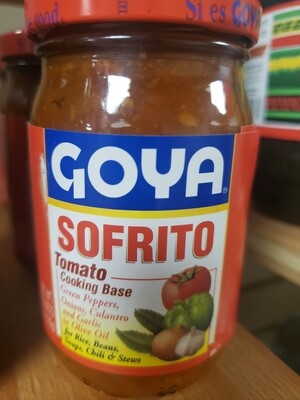 s good.
Si es GOY
GOYA
SOFRITO
Tomato
Cooking Base
Green Peppers,
Onions, Culantro
and Garlic
in Olive Oil
for Rice, Beans,
Soups, Chili & Stews